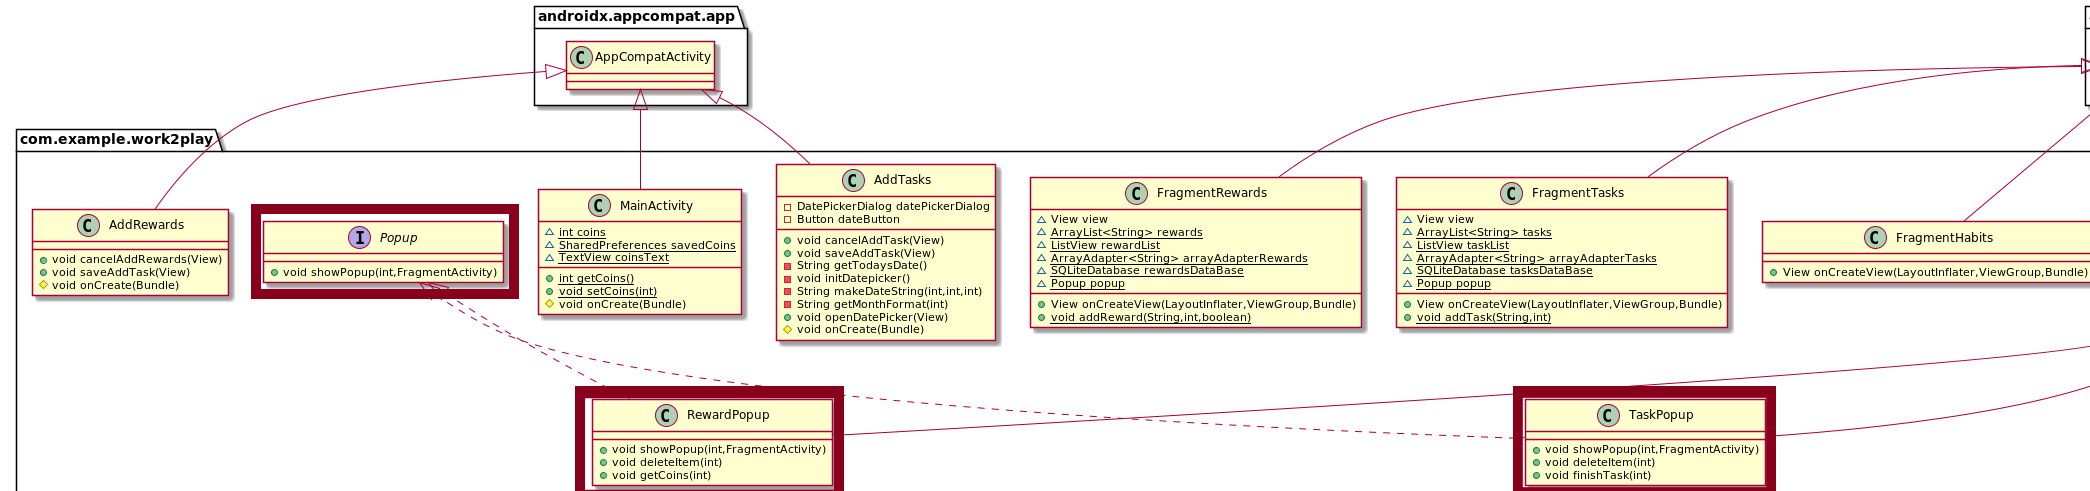 androidx.appcompat.app
C AppCompatActivity
com.example.work2play
C AddRewards
void cancelAddRewards(View)
void saveAddTask(View)
void onCreate(Bundle)
I Popup
void showPopup(int,FragmentActivity)
C MainActivity
int coins
SharedPreferences savedCoins
TextView coinsText
int getCoins()
void setCoins(int)
void onCreate(Bundle)
C AddTasks
DatePickerDialog datePickerDialog
Button dateButton
void cancelAddTask(View)
void saveAddTask(View)
String getTodaysDate()
void initDatepicker()
String makeDateString(int,int,int)
String getMonthFormat(int)
void openDatePicker(View)
void onCreate(Bundle)
C FragmentRewards
View view
ArrayList<String> rewards
ListView rewardList
ArrayAdapter<String> arrayAdapterRewards
SQLiteDatabase rewardsDataBase
Popup popup
View onCreateView(LayoutInflater,ViewGroup,Bundle)
void addReward(String,int,boolean)
C FragmentTasks
View view
ArrayList<String> tasks
ListView taskList
ArrayAdapter<String> arrayAdapterTasks
SQLiteDatabase tasksDataBase
Popup popup
View onCreateView(LayoutInflater,ViewGroup,Bundle)
void addTask(String,int)
C FragmentHabits
View onCreateView(LayoutInflater,ViewGroup,Bundle)
C RewardPopup
void showPopup(int,FragmentActivity)
void deleteItem(int)
void getCoins(int)
C TaskPopup
void showPopup(int,FragmentActivity)
void deleteItem(int)
void finishTask(int)